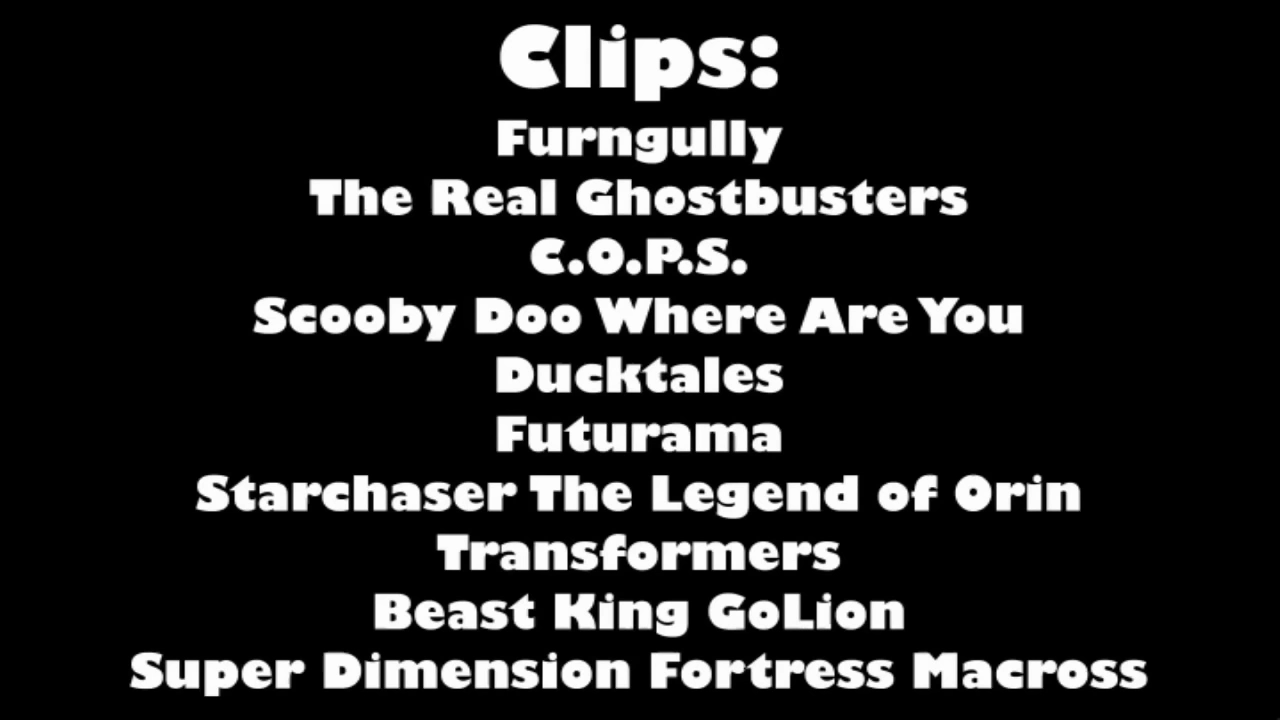 Clips:
Furngully
The Real Ghostbusters
C.O.P.S.
Scooby Doo Where Are You
Ducktales
Futurama
Starchaser The Legend of Orin
Transformers
Beast King GoLion
Super Dimension Fortress Macross